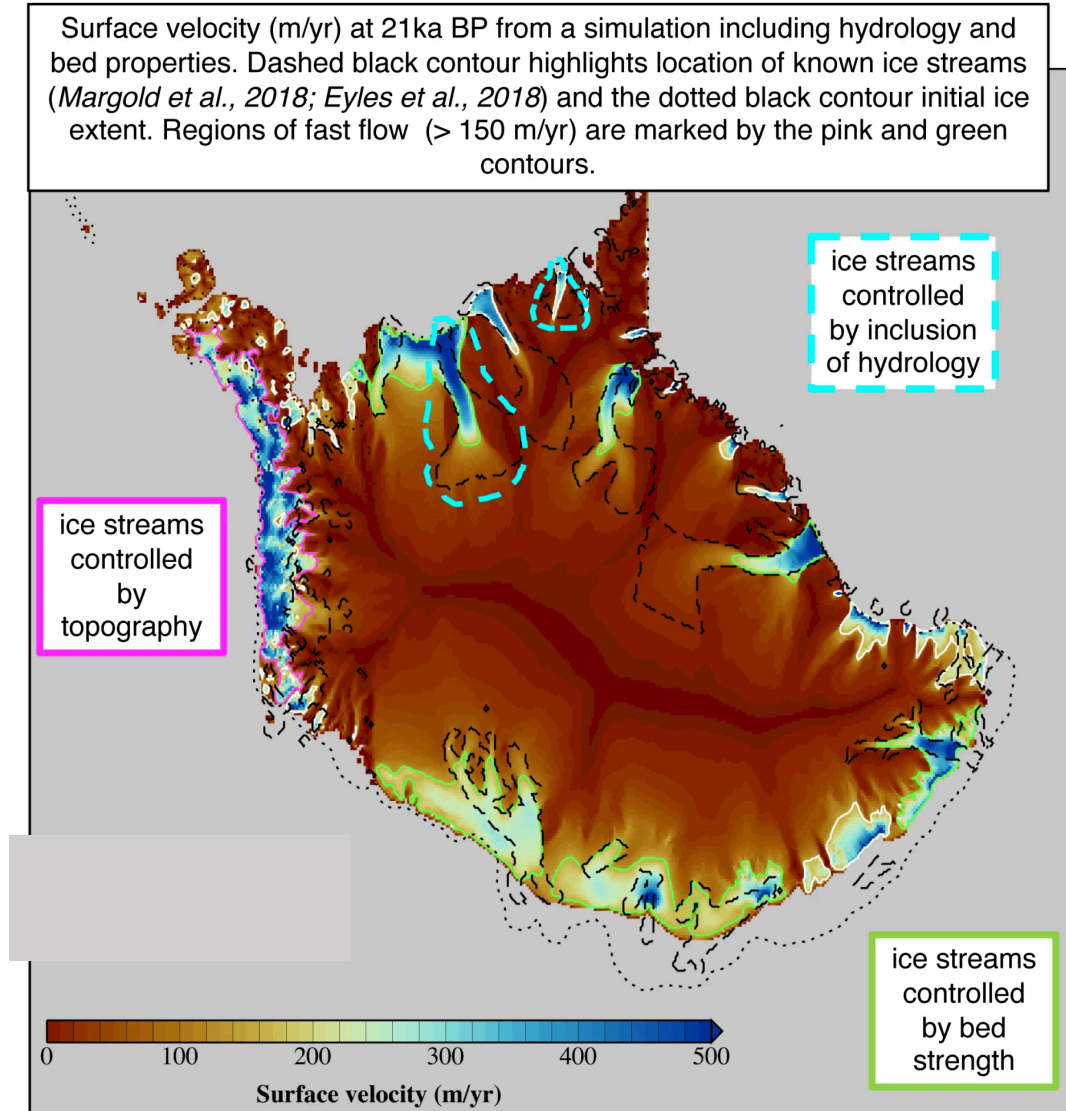 Surface velocity (m/yr) at 21ka BP from a simulation including hydrology and
bed properties. Dashed black contour highlights location of known ice streams
(Margold et al., 2018; Eyles et al., 2018) and the dotted black contour initial ice
extent. Regions of fast flow (> 150 m/yr) are marked by the pink and green
contours.
ice streams
controlled
by inclusion
of hydrology
ice streams
controlled
by
topography
ice streams
controlled
by bed
strength
0 100 200 300 400 500
Surface velocity (m/yr)